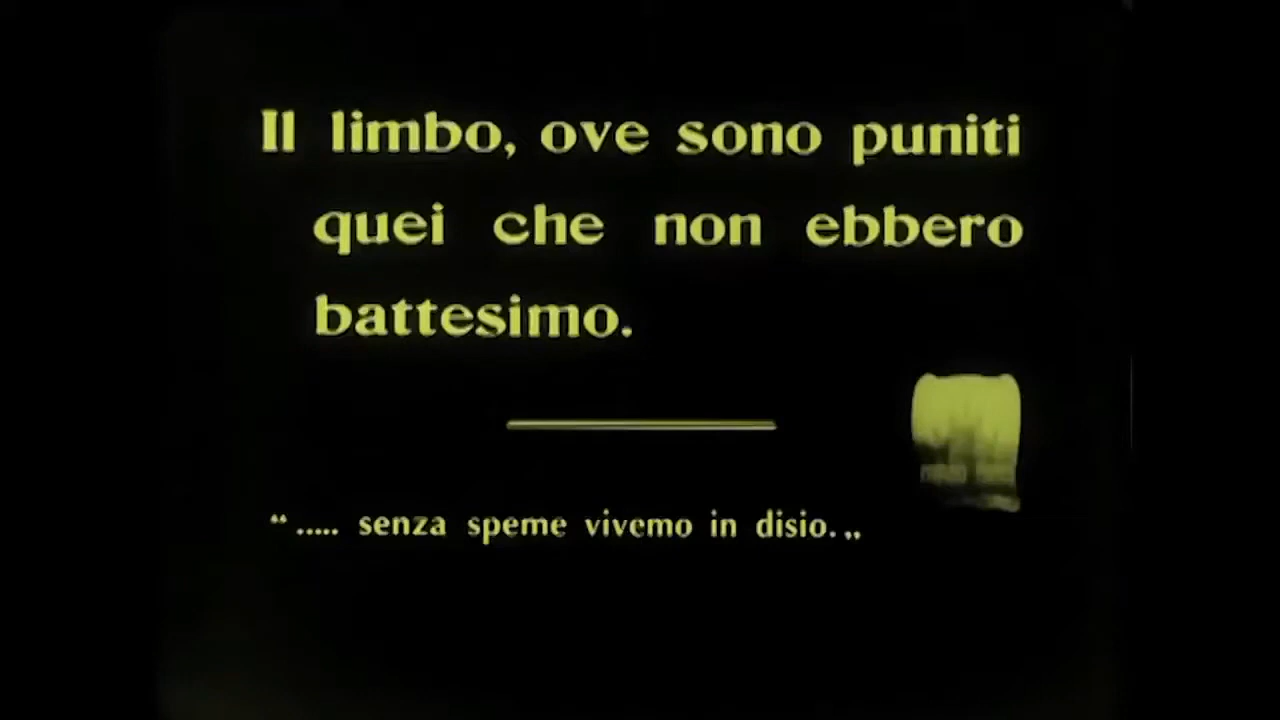 Il limbo, ove sono puniti
quei che non ebbero
battesimo.
“..... senza speme vivemo in disio.„